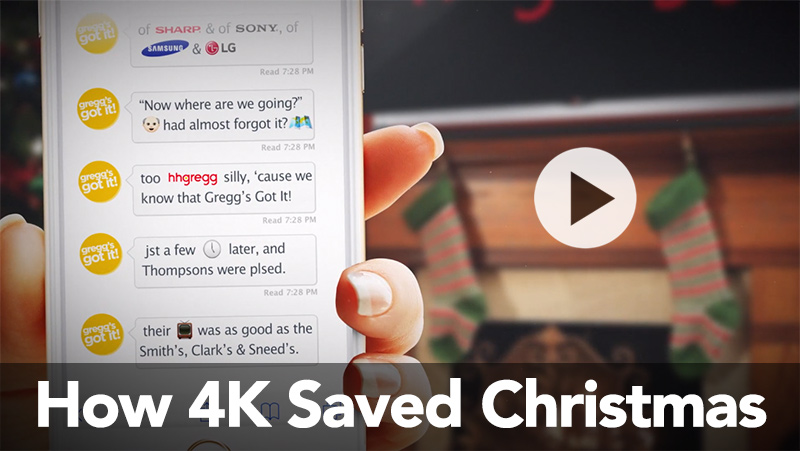 gregg's got it!
of SHARP & of SONY, of
SAMSUNG & LG
Read 7:28 PM
gregg's got it!
“Now where are we going?”
had almost forgot it?
Read 7:28 PM
gregg's got it!
too hhgregg silly, ‘cause we
know that Gregg’s Got It!
Read 7:28 PM
gregg's got it!
jst a few later, and
Thompsons were plsed.
Read 7:28 PM
gregg's got it!
their was as good as the
Smith’s, Clark’s & Sneed’s.
How 4K Saved Christmas